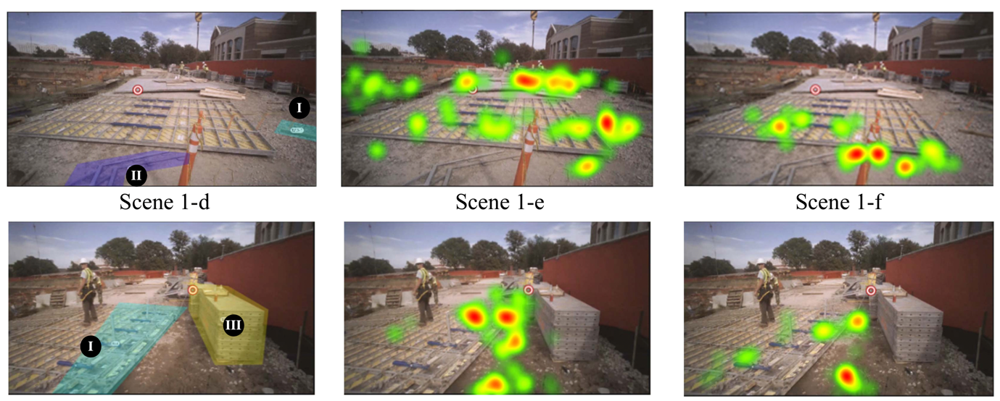 I
II
Scene 1-d
Scene 1-e
Scene 1-f
I
III